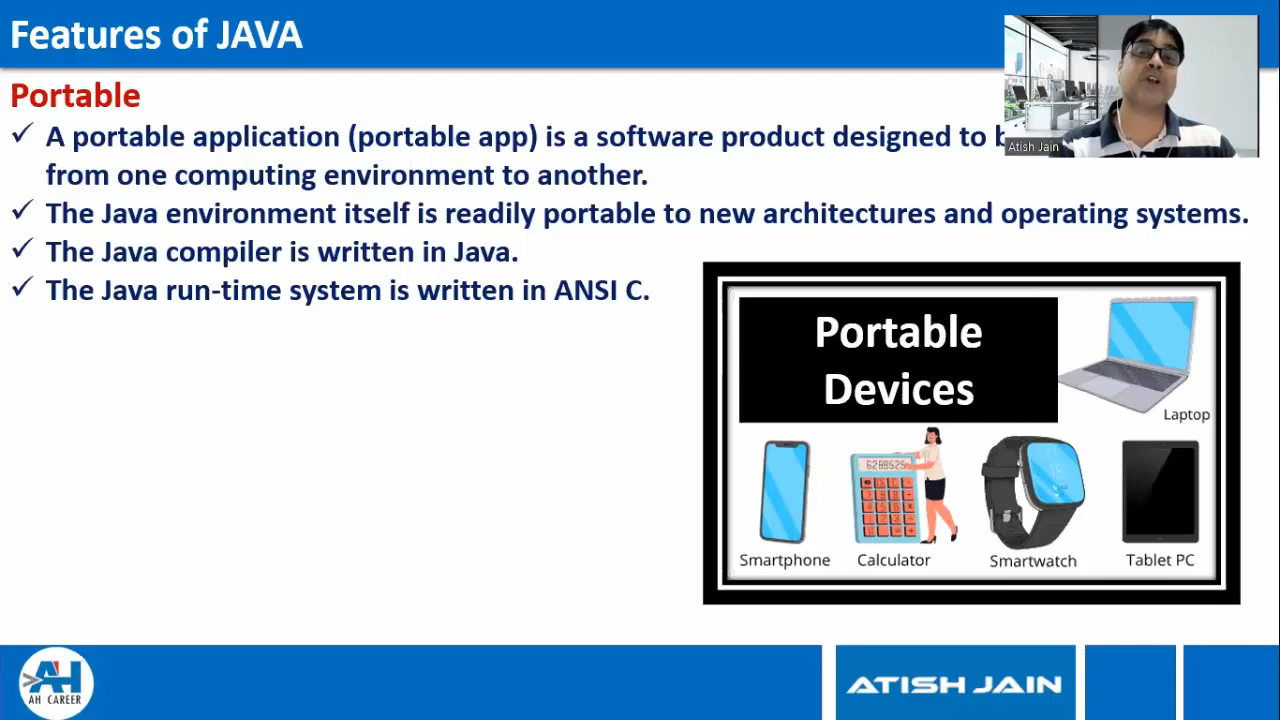 Features of JAVA
Atish Jain
Portable
✓ A portable application (portable app) is a software product designed to
from one computing environment to another.
✓ The Java environment itself is readily portable to new architectures and operating systems.
✓ The Java compiler is written in Java.
✓ The Java run-time system is written in ANSI C.
Portable
Devices
Laptop
Smartphone
Calculator
Smartwatch
Tablet PC
AH
AH CAREER
ATISH JAIN